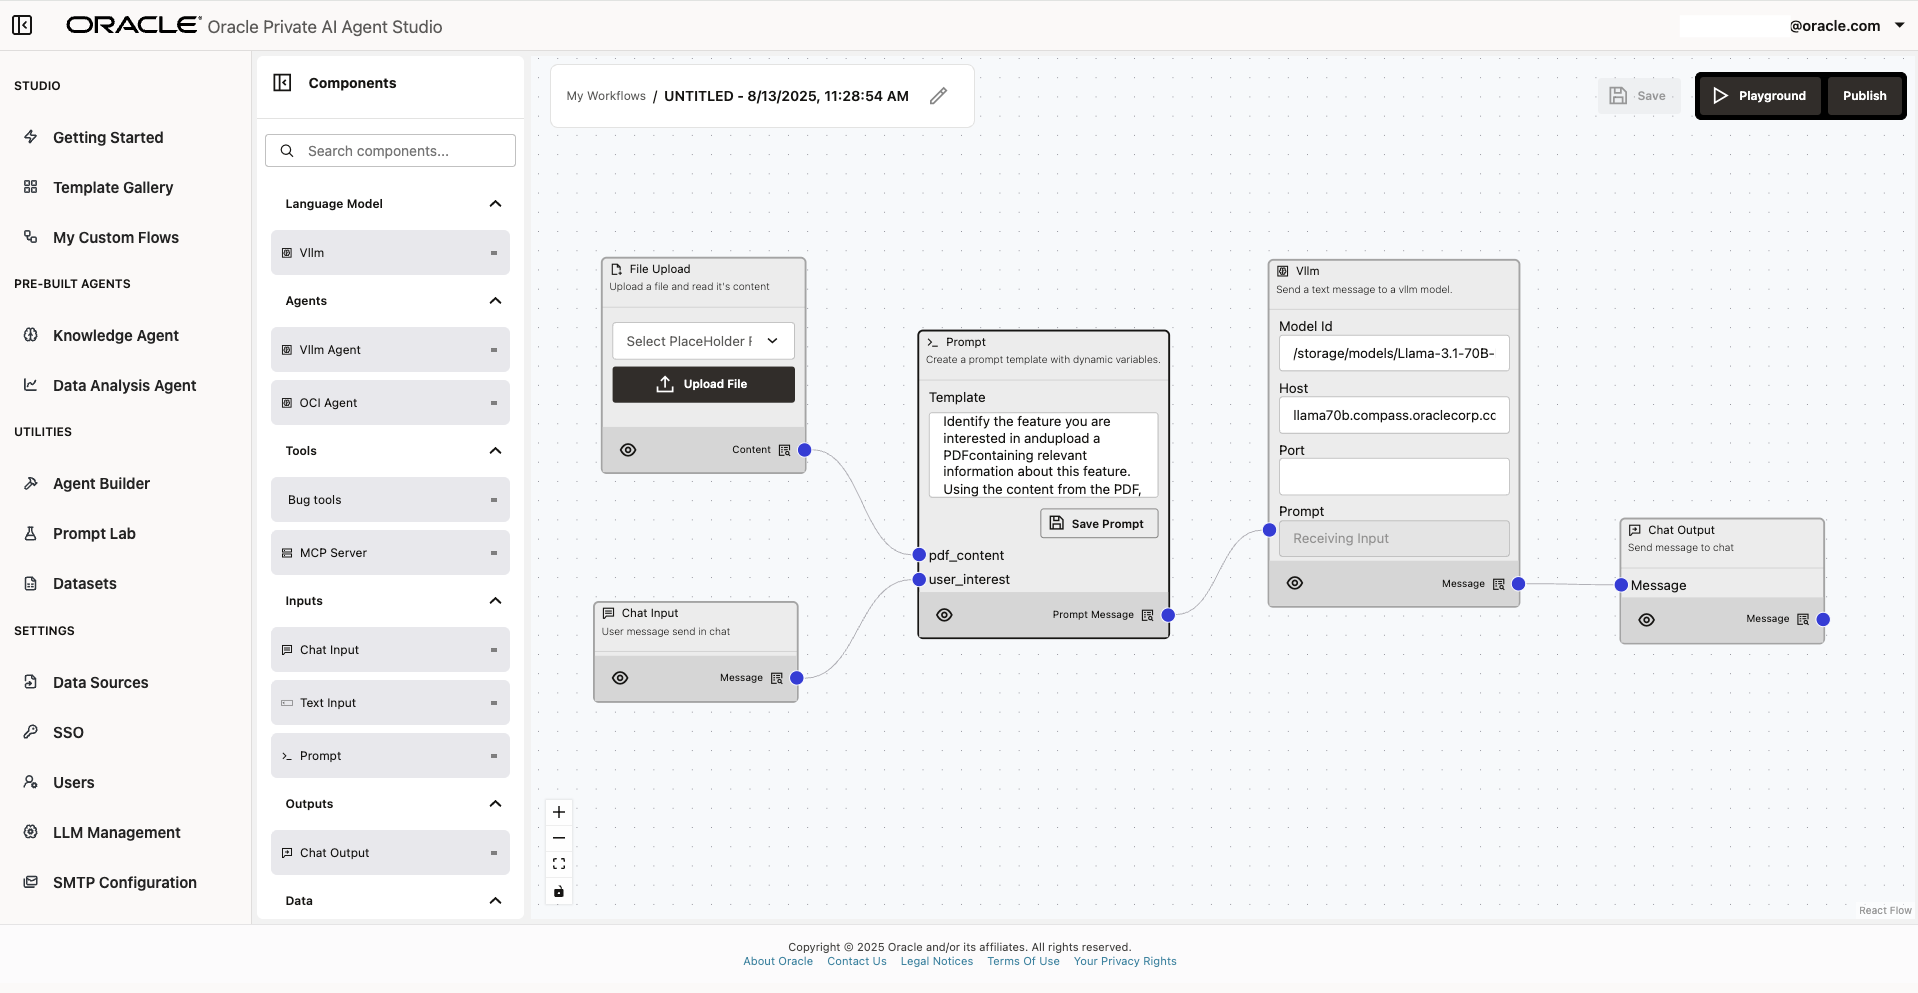 ORACLE Oracle Private AI Agent Studio
@oracle.com
STUDIO
Getting Started
Template Gallery
My Custom Flows
PRE-BUILT AGENTS
Knowledge Agent
Data Analysis Agent
UTILITIES
Agent Builder
Prompt Lab
Datasets
SETTINGS
Data Sources
SSO
Users
LLM Management
SMTP Configuration
Components
Search components...
Language Model
Vllm
Agents
Vllm Agent
OCI Agent
Tools
Bug tools
MCP Server
Inputs
Chat Input
Text Input
Prompt
Outputs
Chat Output
Data
My Workflows / UNTITLED - 8/13/2025, 11:28:54 AM
Save
Playground
Publish
File Upload
Upload a file and read it's content
Select PlaceHolder F
Upload File
Content
Chat Input
User message send in chat
Message
Prompt
Create a prompt template with dynamic variables.
Template
Identify the feature you are
interested in andupload a
PDFcontaining relevant
information about this feature.
Using the content from the PDF,
Save Prompt
pdf_content
user_interest
Prompt Message
Vllm
Send a text message to a vllm model.
Model Id
/storage/models/Llama-3.1-70B-
Host
llama70b.compass.oraclecorp.cc
Port
Prompt
Receiving Input
Message
Chat Output
Send message to chat
Message
Message
React Flow
Copyright © 2025 Oracle and/or its affiliates. All rights reserved.
About Oracle Contact Us Legal Notices Terms Of Use Your Privacy Rights